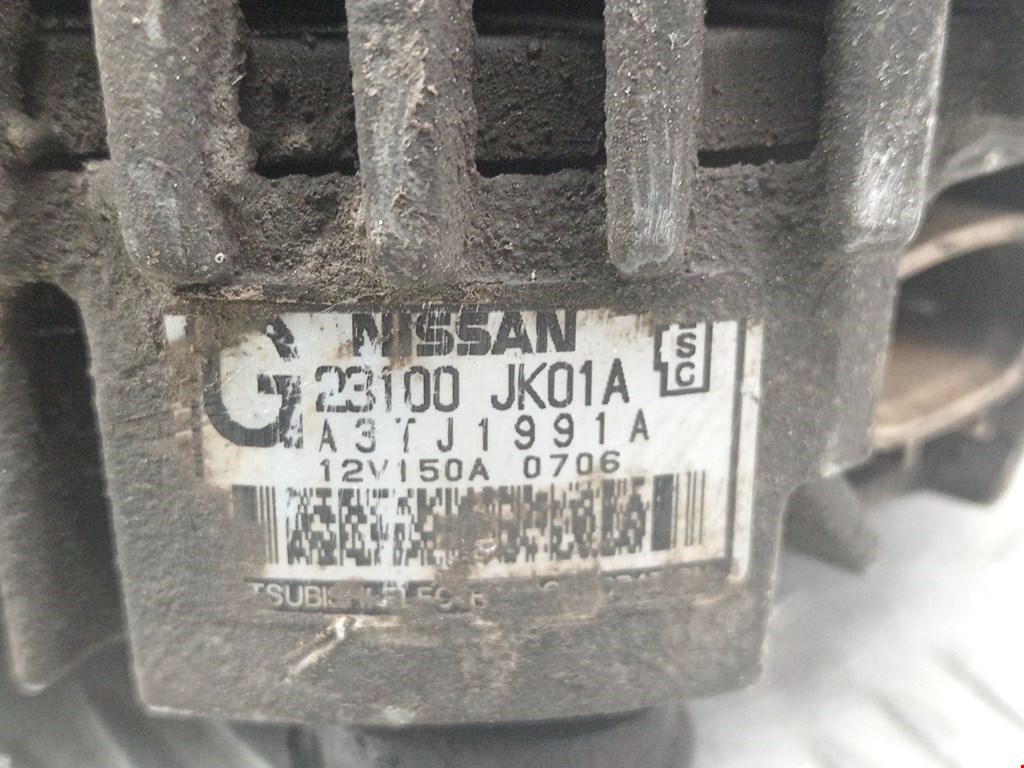 NISSAN
G 23100 JK01A SC
A3TJ1991A
12V150A 0706